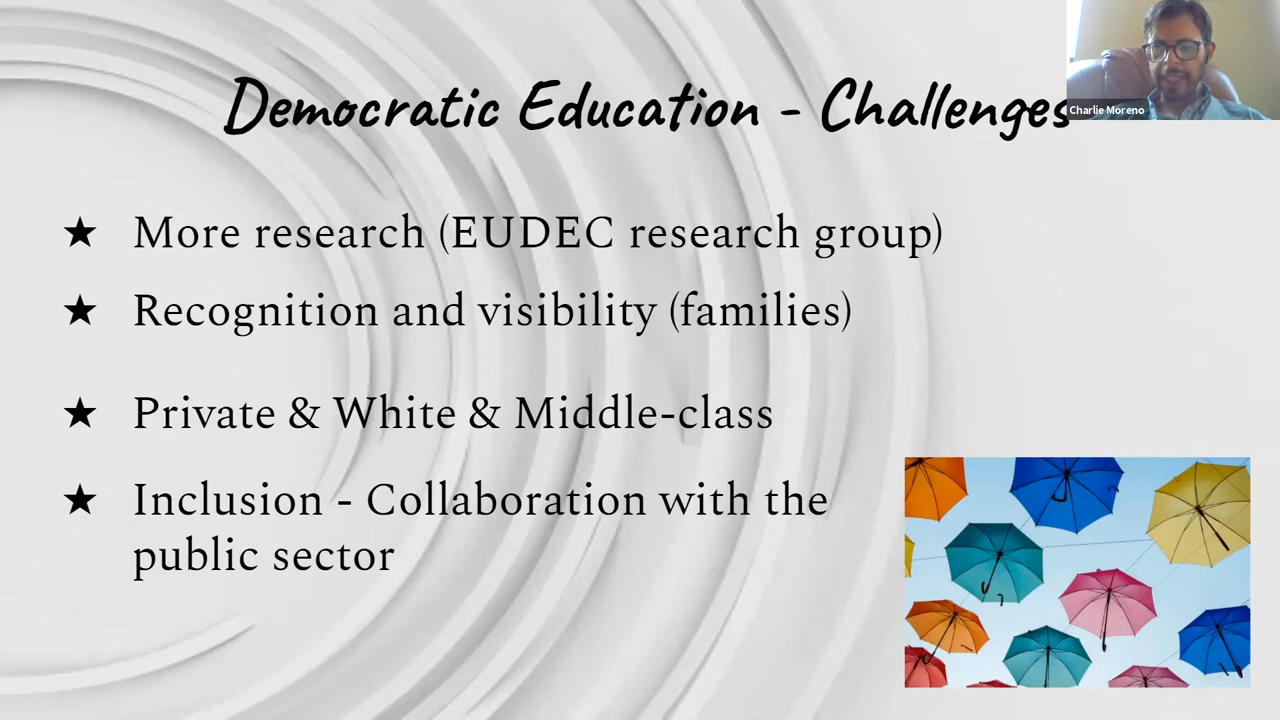 Democratic Education - Challenges
Charlie Moreno
★ More research (EUDEC research group)
★ Recognition and visibility (families)
★ Private & White & Middle-class
★ Inclusion - Collaboration with the
public sector